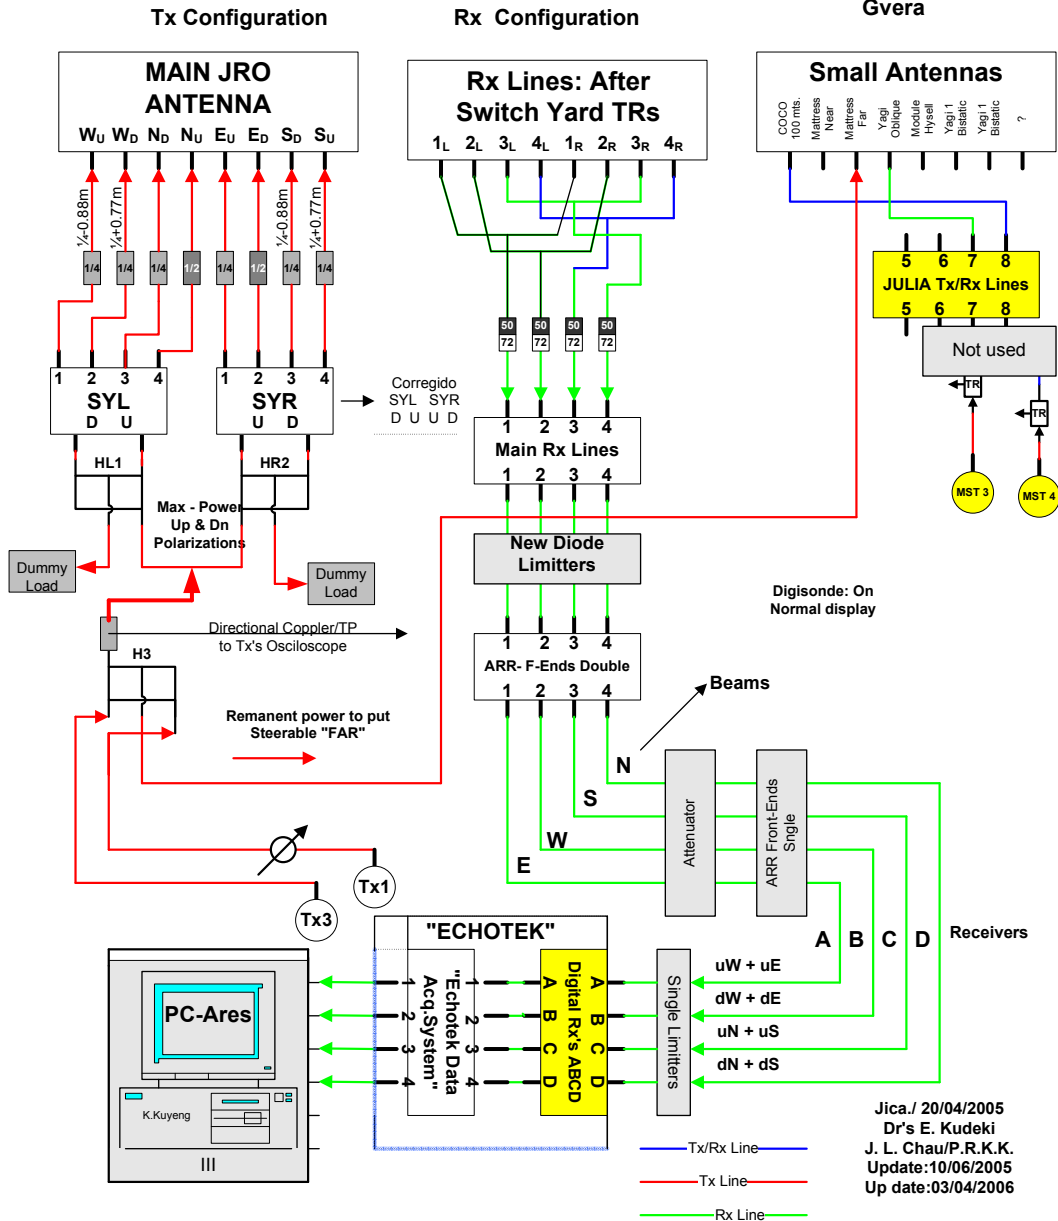 Tx Configuration
Rx Configuration
Gvera
MAIN JRO
ANTENNA
WU WD ND NU EU ED SD SU
Rx Lines: After
Switch Yard TRs
1L 2L 3L 4L 1R 2R 3R 4R
Small Antennas
COCO
100 mts.
Mattress
Near
Mattress
Far
Yagi
Oblique
Module
Hysell
Yagi 1
Bistatic
Yagi 1
Bistatic
?
¼-0.88m
¼+0.77m
¼-0.88m
¼+0.77m
1/4 1/4 1/4 1/2 1/4 1/2 1/4 1/4
5 6 7 8
JULIA Tx/Rx Lines
5 6 7 8
Not used
TR
TR
MST 3
MST 4
50 50 50 50
72 72 72 72
1 2 3 4
SYL
D U
1 2 3 4
SYR
U D
Corregido
SYL SYR
D U U D
1 2 3 4
Main Rx Lines
1 2 3 4
HL1
HR2
Max - Power
Up & Dn
Polarizations
New Diode
Limitters
Dummy
Load
Dummy
Load
Digisonde: On
Normal display
Directional Coppler/TP
to Tx's Osciloscope
H3
1 2 3 4
ARR- F-Ends Double
1 2 3 4
Beams
Remanent power to put
Steerable "FAR"
N
S
W
E
Attenuator
ARR Front-Ends
Sngle
Tx1
Tx3
A B C D
Receivers
"ECHOTEK"
1 2 3 4
"Echotek Data
Acq.System"
1 2 3 4
A B C D
Digital Rx's ABCD
A B C D
Single Limitters
uW + uE
dW + dE
uN + uS
dN + dS
PC-Ares
K.Kuyeng
III
Tx/Rx Line
Tx Line
Rx Line
Jica./ 20/04/2005
Dr's E. Kudeki
J. L. Chau/P.R.K.K.
Update:10/06/2005
Up date:03/04/2006